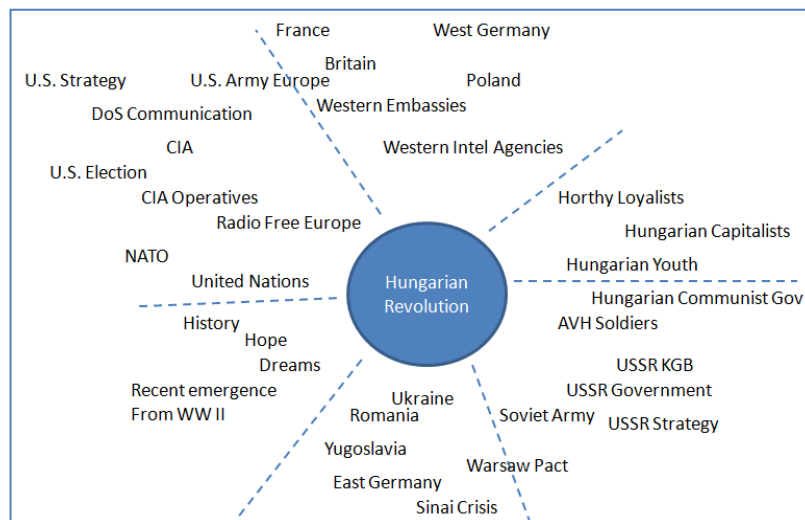 France
West Germany
Britain
U.S. Strategy
U.S. Army Europe
Poland
Western Embassies
DoS Communication
CIA
Western Intel Agencies
U.S. Election
CIA Operatives
Horthy Loyalists
Radio Free Europe
Hungarian Capitalists
NATO
Hungarian Youth
United Nations
Hungarian
Revolution
Hungarian Communist Gov
History
AVH Soldiers
Hope
Dreams
USSR KGB
Recent emergence
From WW II
USSR Government
Ukraine
Romania
Soviet Army
USSR Strategy
Yugoslavia
Warsaw Pact
East Germany
Sinai Crisis